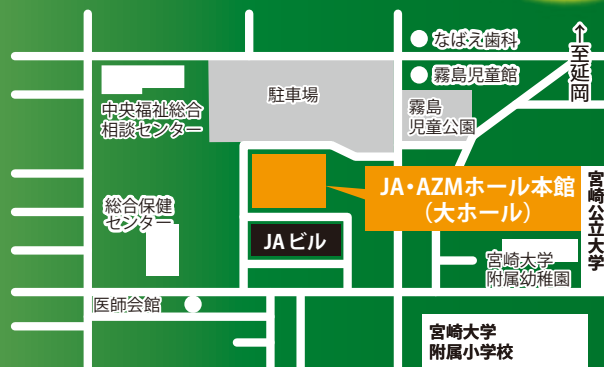 なばえ歯科
霧島児童館
↑至延岡
中央福祉総合
相談センター
駐車場
霧島
児童公園
JA・AZMホール本館
（大ホール）
宮崎公立大学
総合保健
センター
JAビル
宮崎大学
附属幼稚園
医師会館
宮崎大学
附属小学校